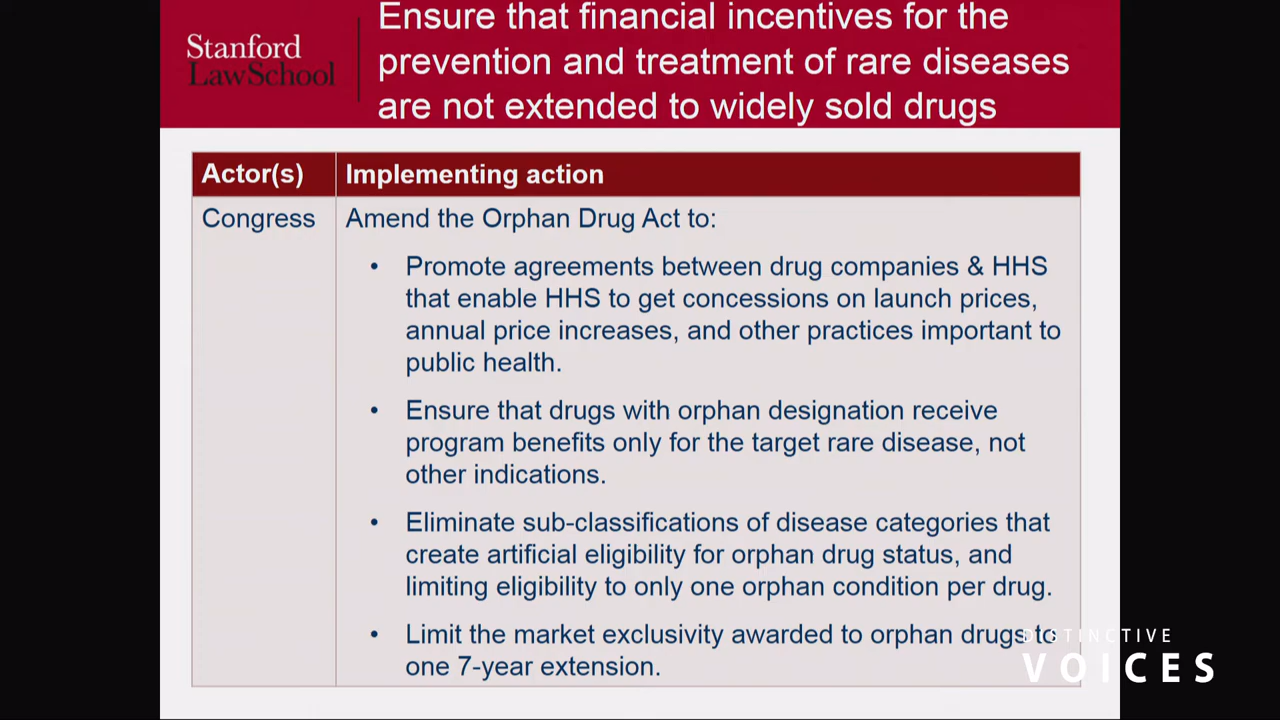 Ensure that financial incentives for the
prevention and treatment of rare diseases
are not extended to widely sold drugs
Stanford
LawSchool
Actor(s)
Implementing action
Congress
Amend the Orphan Drug Act to:
• Promote agreements between drug companies & HHS
that enable HHS to get concessions on launch prices,
annual price increases, and other practices important to
public health.
• Ensure that drugs with orphan designation receive
program benefits only for the target rare disease, not
other indications.
• Eliminate sub-classifications of disease categories that
create artificial eligibility for orphan drug status, and
limiting eligibility to only one orphan condition per drug.
• Limit the market exclusivity awarded to orphan drugs to
one 7-year extension.
DISTINCTIVE
VOICES